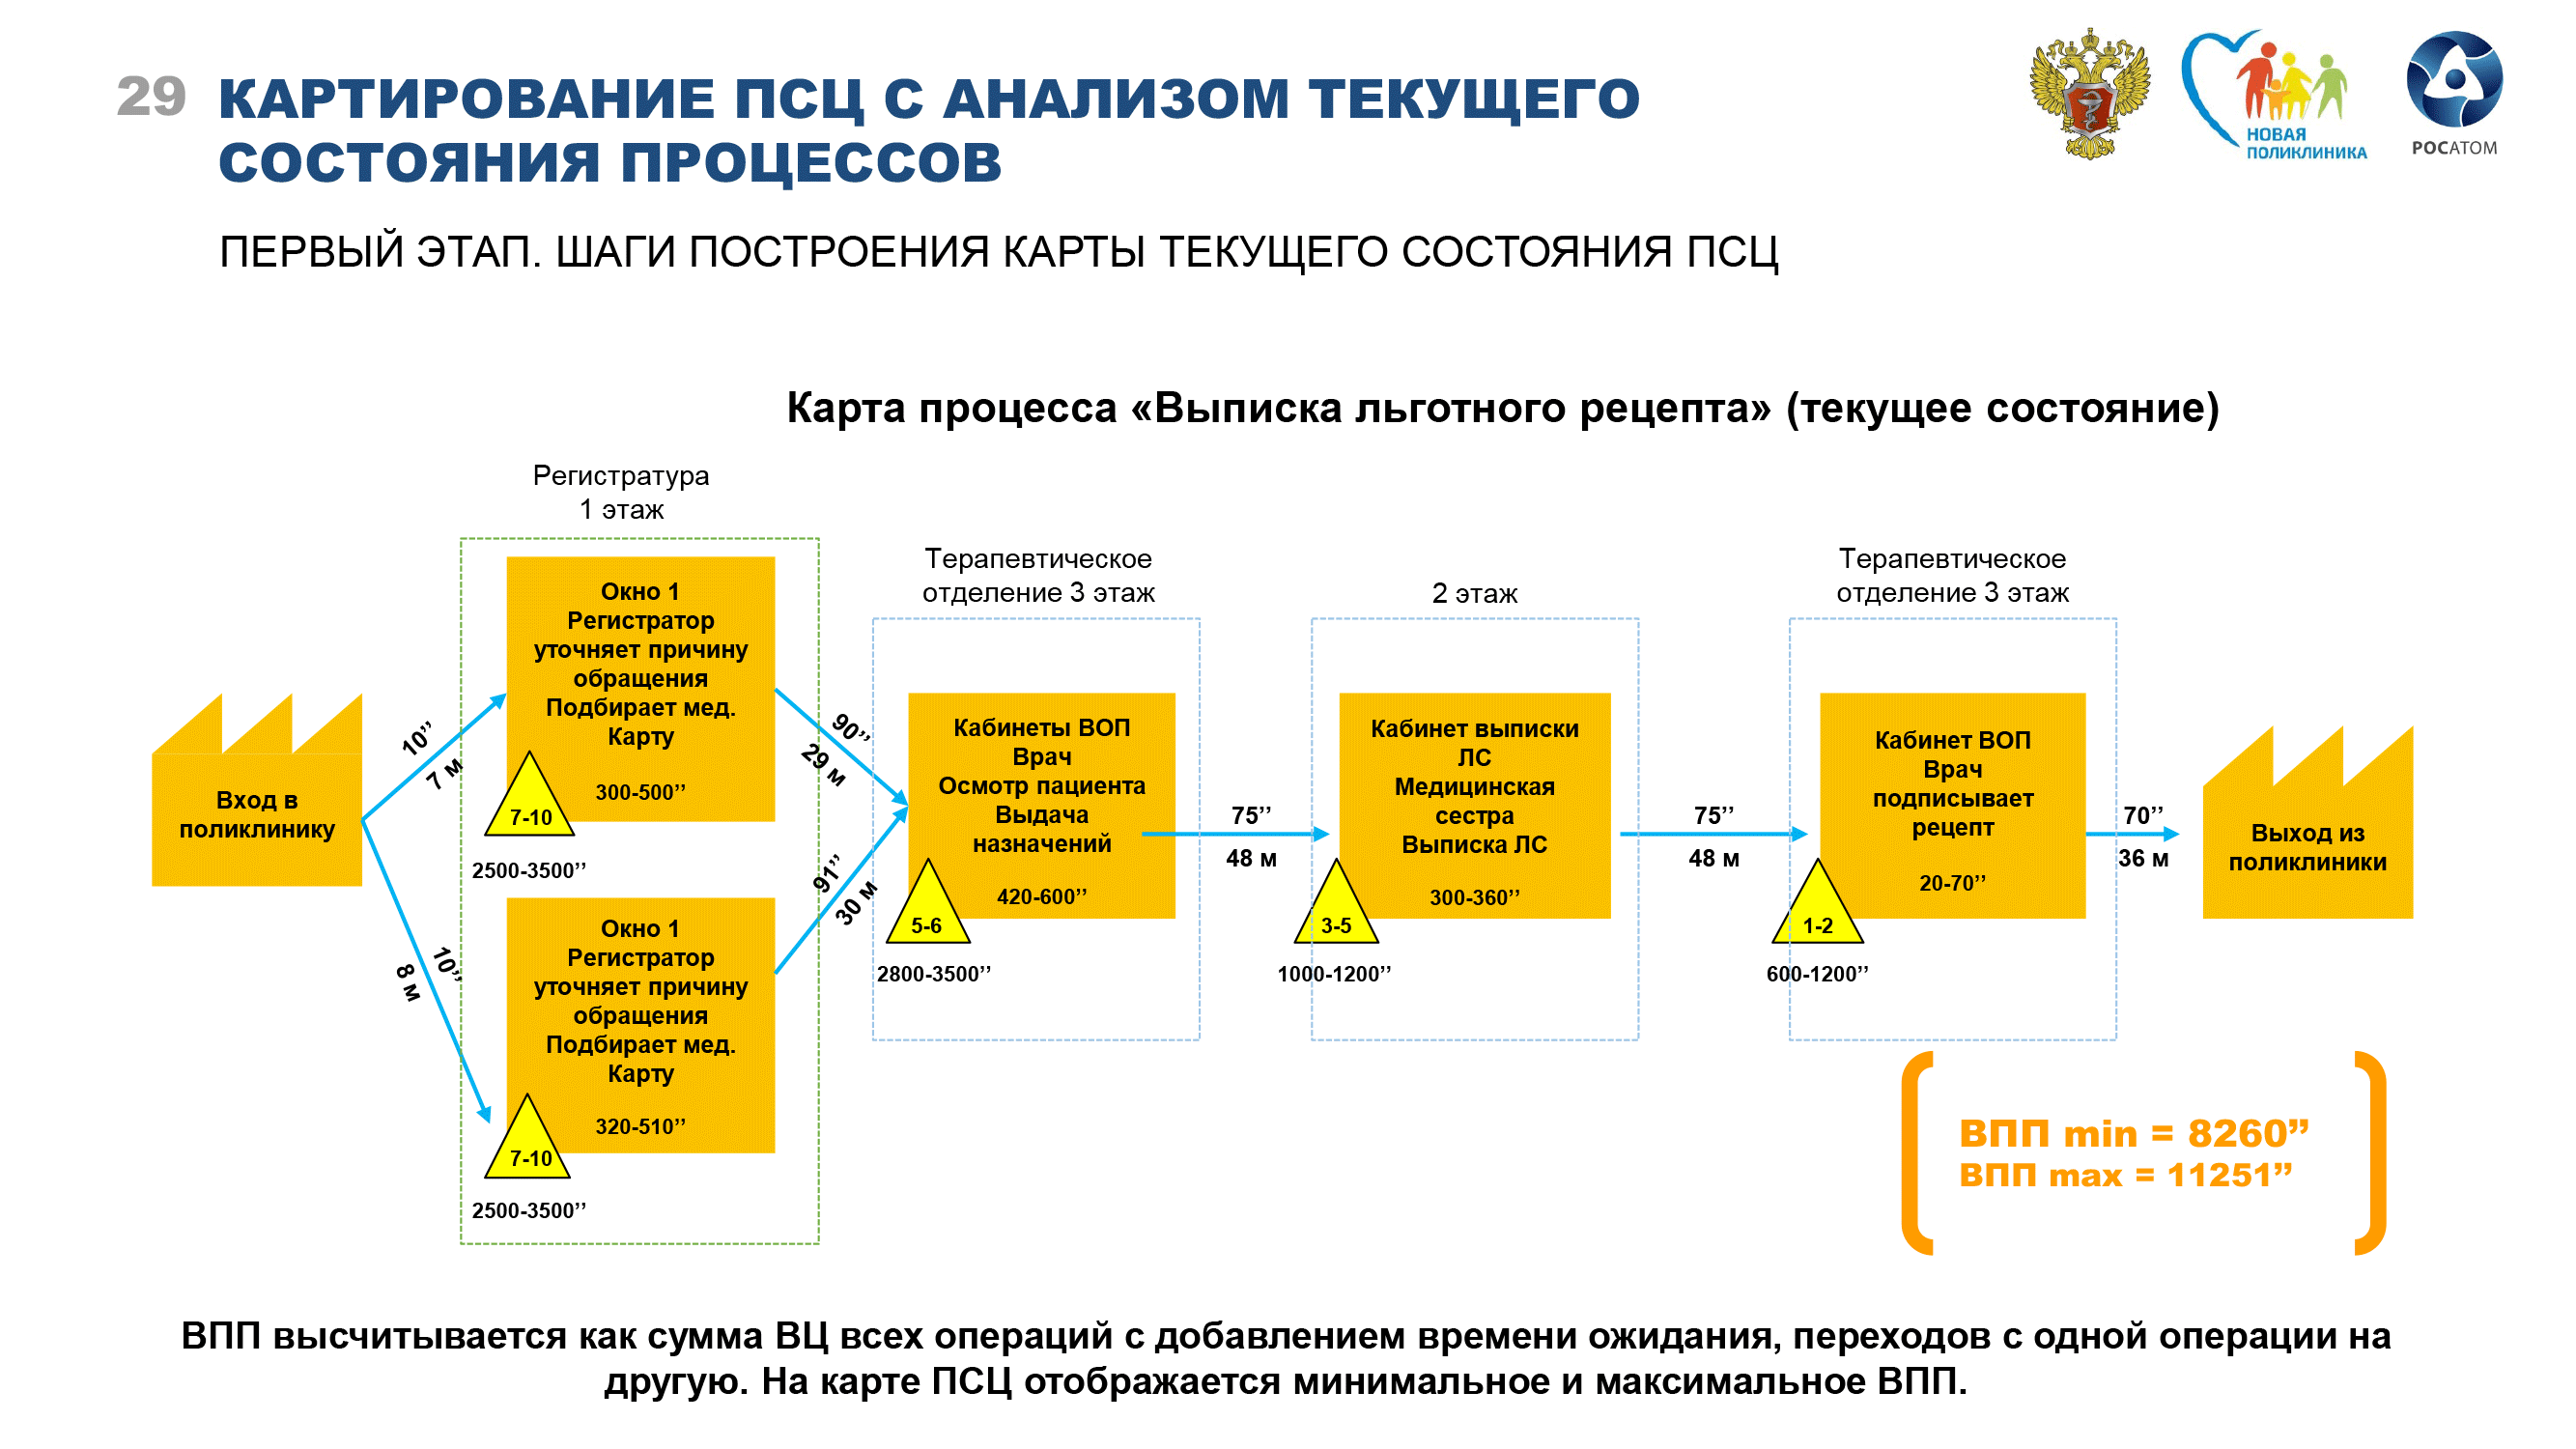 29
КАРТИРОВАНИЕ ПСЦ С АНАЛИЗОМ ТЕКУЩЕГО
СОСТОЯНИЯ ПРОЦЕССОВ
НОВАЯ
ПОЛИКЛИНИКА
РОСАТОМ
ПЕРВЫЙ ЭТАП. ШАГИ ПОСТРОЕНИЯ КАРТЫ ТЕКУЩЕГО СОСТОЯНИЯ ПСЦ
Карта процесса «Выписка льготного рецепта» (текущее состояние)
Вход в
поликлинику
10’’
7 м
10’’
8 м
Регистратура
1 этаж
Окно 1
Регистратор
уточняет причину
обращения
Подбирает мед.
Карту
300-500’’
7-10
2500-3500’’
Окно 1
Регистратор
уточняет причину
обращения
Подбирает мед.
Карту
320-510’’
7-10
2500-3500’’
90’’
29 м
91’’
30 м
Терапевтическое
отделение 3 этаж
Кабинеты ВОП
Врач
Осмотр пациента
Выдача
назначений
420-600’’
5-6
2800-3500’’
75’’
48 м
2 этаж
Кабинет выписки
ЛС
Медицинская
сестра
Выписка ЛС
300-360’’
3-5
1000-1200’’
75’’
48 м
Терапевтическое
отделение 3 этаж
Кабинет ВОП
Врач
подписывает
рецепт
20-70’’
1-2
600-1200’’
70’’
36 м
Выход из
поликлиники
ВПП min = 8260”
ВПП max = 11251”
ВПП высчитывается как сумма ВЦ всех операций с добавлением времени ожидания, переходов с одной операции на
другую. На карте ПСЦ отображается минимальное и максимальное ВПП.